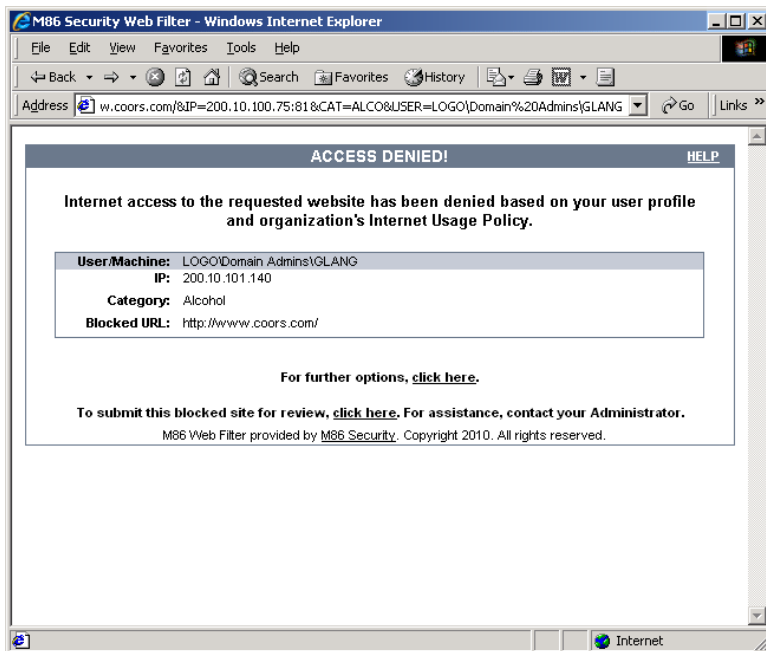 M86 Security Web Filter - Windows Internet Explorer
File Edit View Favorites Tools Help
Back Search Favorites History
Address w.coors.com/&IP=200.10.100.75:81&CAT=ALCO&USER=LOGO\Domain%20Admins\GLANG Go Links »
ACCESS DENIED! HELP
Internet access to the requested website has been denied based on your user profile
and organization's Internet Usage Policy.
User/Machine: LOGO\Domain Admins\GLANG
IP: 200.10.101.140
Category: Alcohol
Blocked URL: http://www.coors.com/
For further options, click here.
To submit this blocked site for review, click here. For assistance, contact your Administrator.
M86 Web Filter provided by M86 Security. Copyright 2010. All rights reserved.
Internet